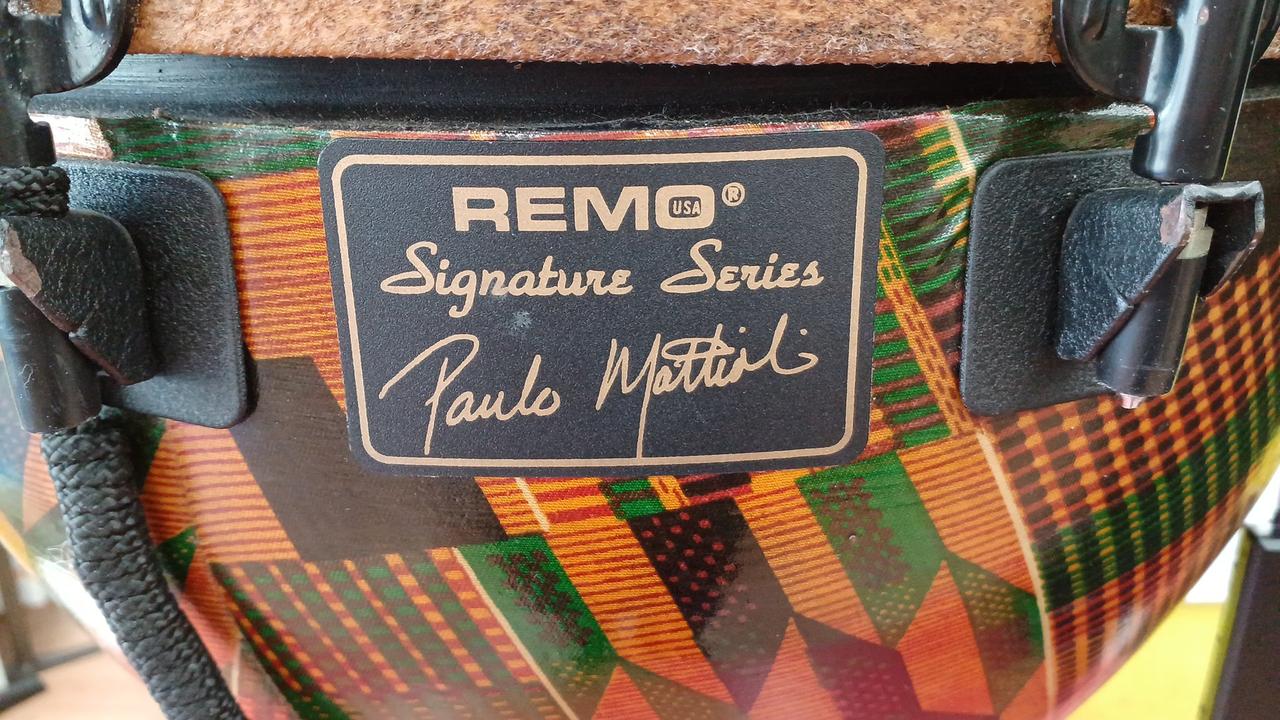 REMO USA®
Signature Series
Paulo Mattioli